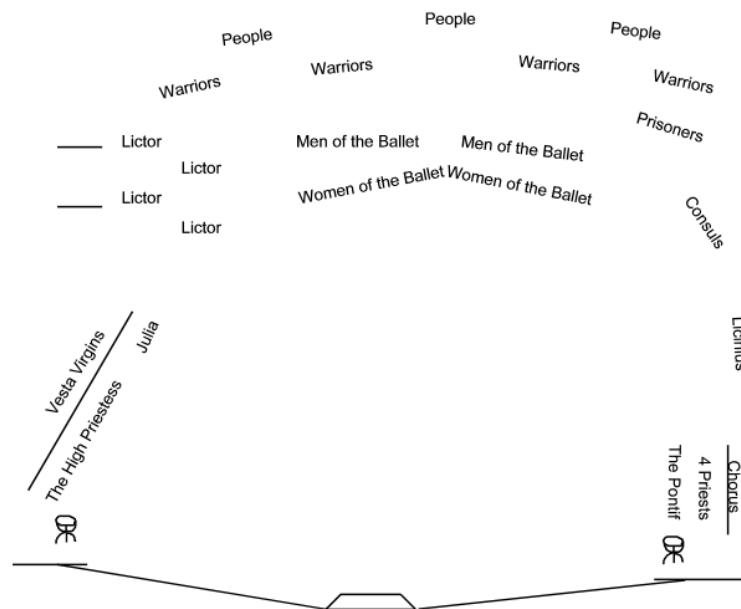 People
People
People
Warriors
Warriors
Warriors
Warriors
Prisoners
Lictor
Men of the Ballet
Men of the Ballet
Lictor
Women of the Ballet
Women of the Ballet
Lictor
Consuls
Lictor
Vesta Virgins
Julia
Licinius
The High Priestess
The Pontif
4 Priests
Chorus